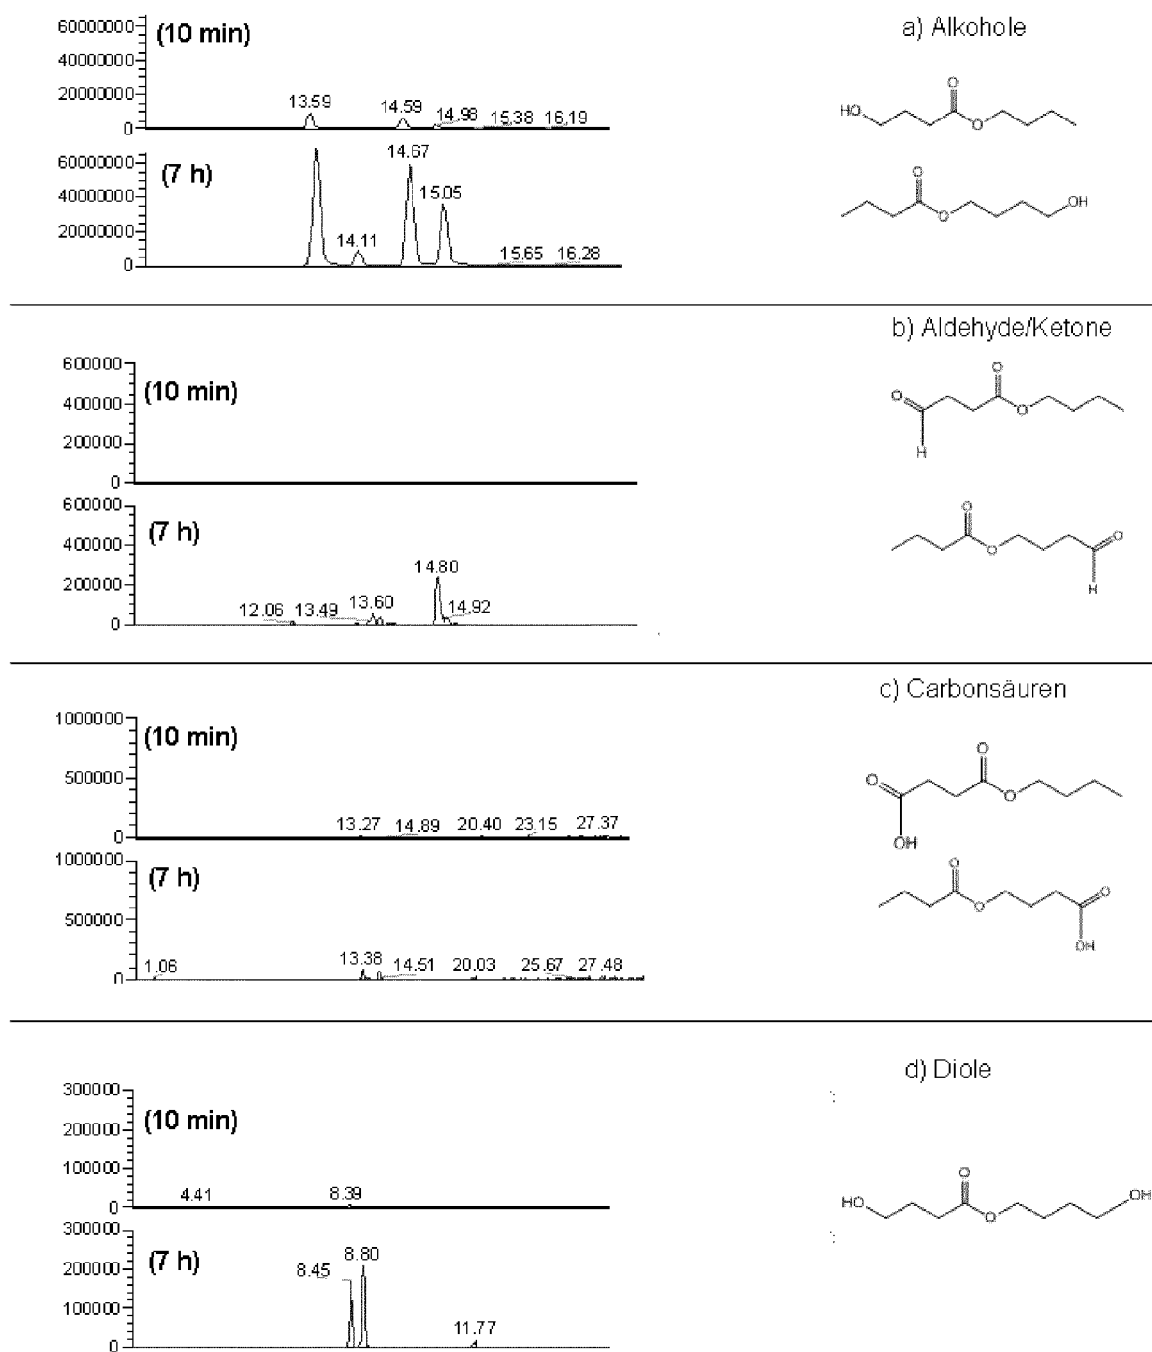 a) Alkohole
60000000
40000000
20000000
0
(10 min)
13.59
14.59
14.98
15.38
16.19
HO
O
O
60000000
40000000
20000000
0
(7 h)
14.11
14.67
15.05
15.65
16.28
O
O
OH
b) Aldehyde/Ketone
600000
400000
200000
0
(10 min)
O
H
O
O
600000
400000
200000
0
(7 h)
12.06
13.49
13.60
14.80
14.92
O
O
O
H
c) Carbonsäuren
1000000
500000
0
(10 min)
13.27
14.89
20.40
23.15
27.37
O
OH
O
O
1000000
500000
0
(7 h)
1.06
13.38
14.51
20.03
25.67
27.48
O
O
O
OH
d) Diole
300000
200000
100000
0
(10 min)
4.41
8.39
HO
O
O
OH
300000
200000
100000
0
(7 h)
8.45
8.80
11.77